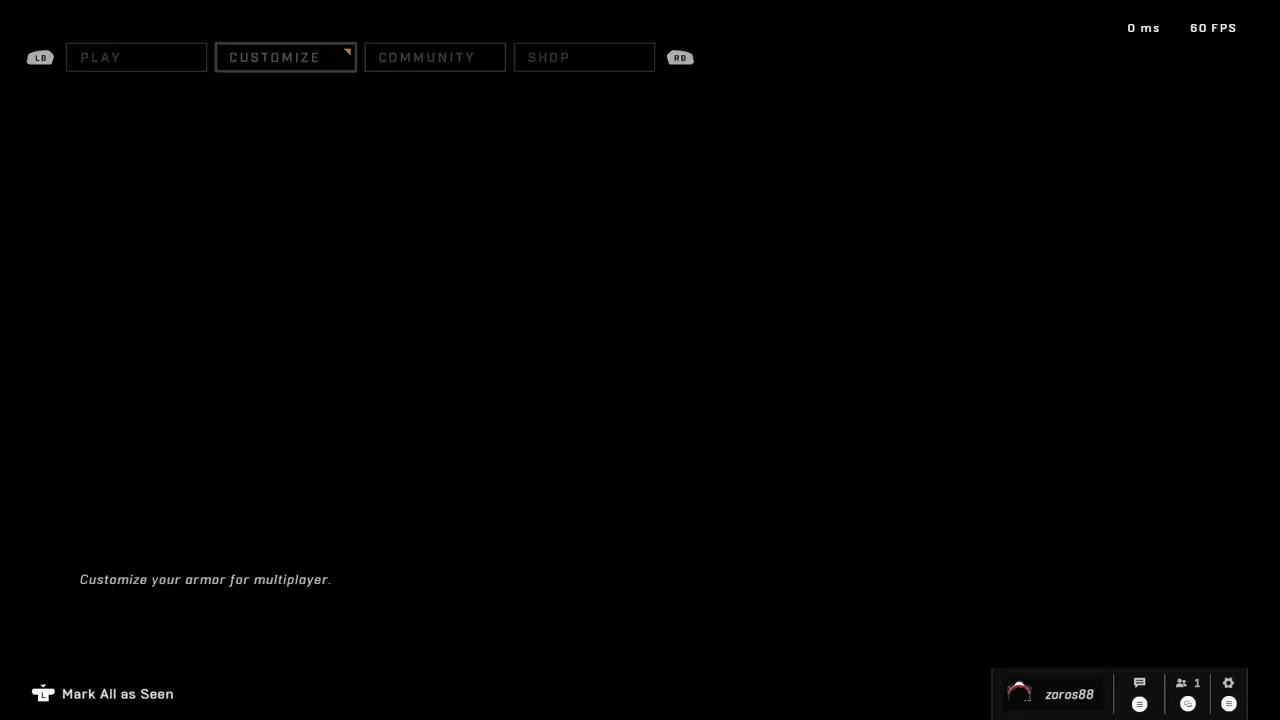 0 ms 60 FPS
LB PLAY CUSTOMIZE COMMUNITY SHOP RB
Customize your armor for multiplayer.
L Mark All as Seen
zoros88 1